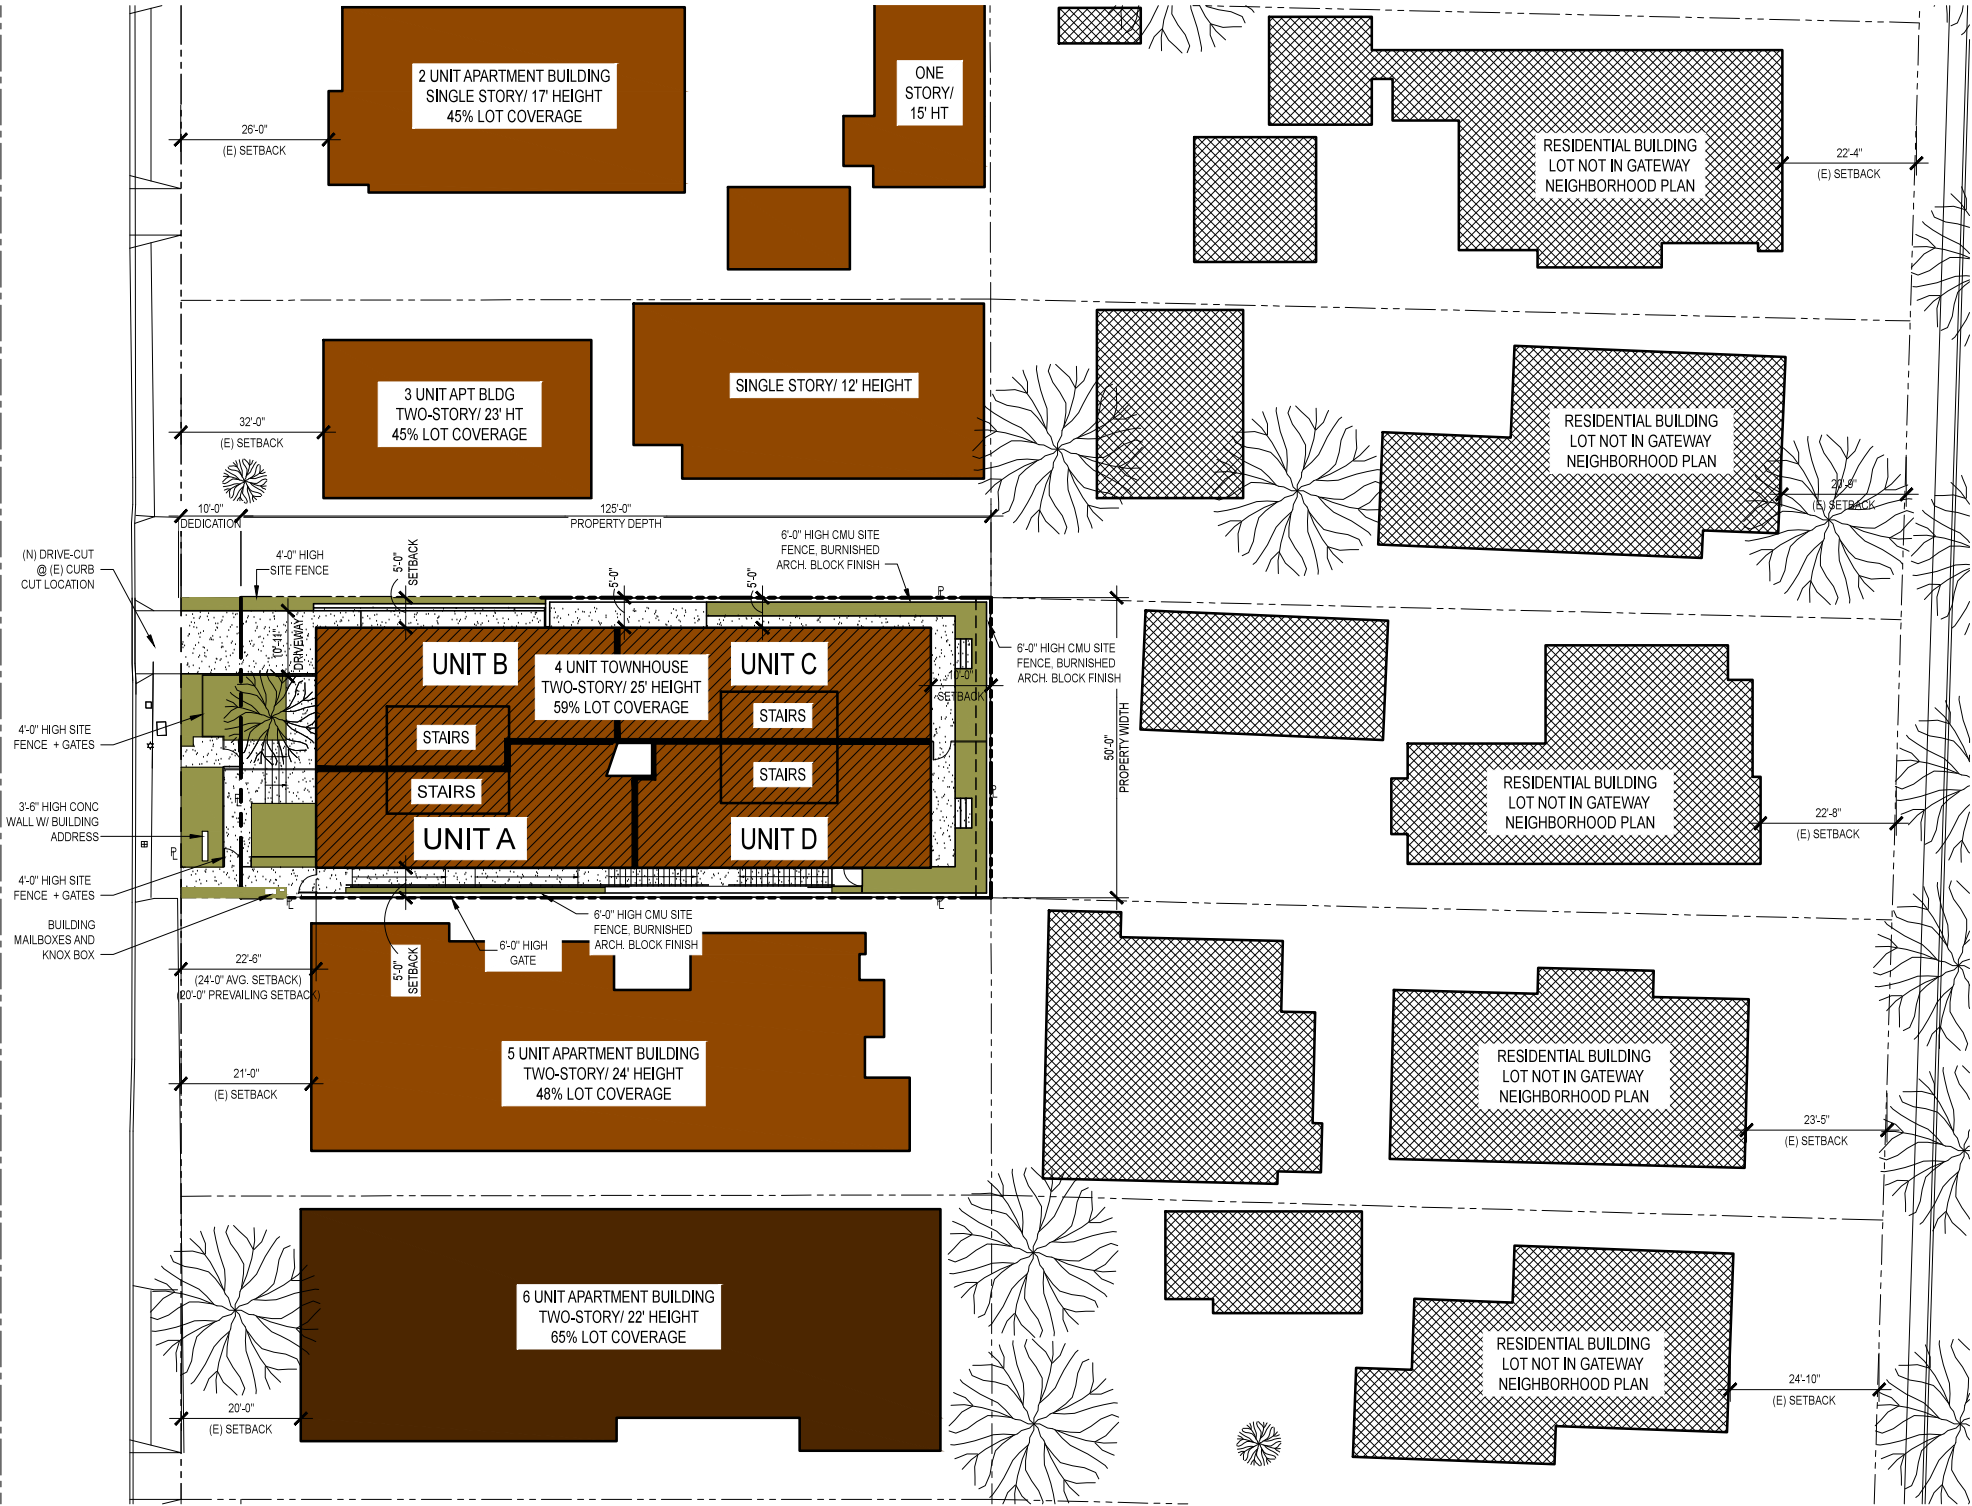 2 UNIT APARTMENT BUILDING
SINGLE STORY/ 17' HEIGHT
45% LOT COVERAGE
ONE
STORY/
15' HT
26'-0"
(E) SETBACK
RESIDENTIAL BUILDING
LOT NOT IN GATEWAY
NEIGHBORHOOD PLAN
22'-4"
(E) SETBACK
3 UNIT APT BLDG
TWO-STORY/ 23' HT
45% LOT COVERAGE
SINGLE STORY/ 12' HEIGHT
32'-0"
(E) SETBACK
RESIDENTIAL BUILDING
LOT NOT IN GATEWAY
NEIGHBORHOOD PLAN
20'-9"
(E) SETBACK
10'-0"
DEDICATION
125'-0"
PROPERTY DEPTH
(N) DRIVE-CUT
@ (E) CURB
CUT LOCATION
4'-0" HIGH
SITE FENCE
5'-0"
SETBACK
5'-0"
5'-0"
6'-0" HIGH CMU SITE
FENCE, BURNISHED
ARCH. BLOCK FINISH
10'-11"
DRIVEWAY
UNIT B
4 UNIT TOWNHOUSE
TWO-STORY/ 25' HEIGHT
59% LOT COVERAGE
UNIT C
6'-0" HIGH CMU SITE
FENCE, BURNISHED
ARCH. BLOCK FINISH
10'-0"
SETBACK
STAIRS
STAIRS
STAIRS
STAIRS
UNIT A
UNIT D
50'-0"
PROPERTY WIDTH
4'-0" HIGH SITE
FENCE + GATES
3'-6" HIGH CONC
WALL W/ BUILDING
ADDRESS
4'-0" HIGH SITE
FENCE + GATES
BUILDING
MAILBOXES AND
KNOX BOX
RESIDENTIAL BUILDING
LOT NOT IN GATEWAY
NEIGHBORHOOD PLAN
22'-8"
(E) SETBACK
22'-6"
(24'-0" AVG. SETBACK)
(20'-0" PREVAILING SETBACK)
5'-0"
SETBACK
6'-0" HIGH
GATE
6'-0" HIGH CMU SITE
FENCE, BURNISHED
ARCH. BLOCK FINISH
5 UNIT APARTMENT BUILDING
TWO-STORY/ 24' HEIGHT
48% LOT COVERAGE
21'-0"
(E) SETBACK
RESIDENTIAL BUILDING
LOT NOT IN GATEWAY
NEIGHBORHOOD PLAN
23'-5"
(E) SETBACK
6 UNIT APARTMENT BUILDING
TWO-STORY/ 22' HEIGHT
65% LOT COVERAGE
20'-0"
(E) SETBACK
RESIDENTIAL BUILDING
LOT NOT IN GATEWAY
NEIGHBORHOOD PLAN
24'-10"
(E) SETBACK